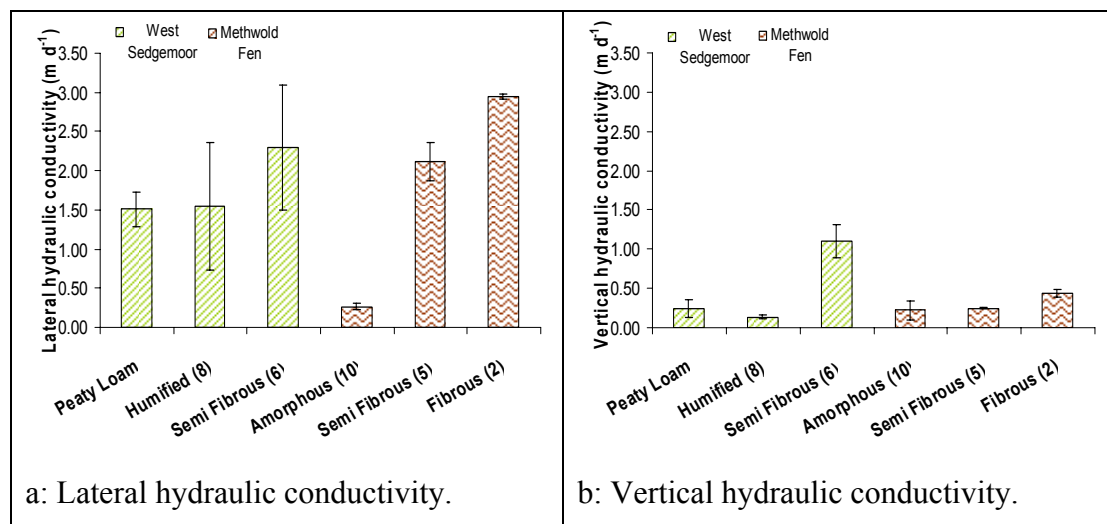 Lateral hydraulic conductivity (m d-1)
West Sedgemoor
Methwold Fen
3.50
3.00
2.50
2.00
1.50
1.00
0.50
0.00
Peaty Loam
Humified (8)
Semi Fibrous (6)
Amorphous (10)
Semi Fibrous (5)
Fibrous (2)
a: Lateral hydraulic conductivity.
Vertical hydraulic conductivity (m d-1)
West Sedgemoor
Methwold Fen
3.50
3.00
2.50
2.00
1.50
1.00
0.50
0.00
Peaty Loam
Humified (8)
Semi Fibrous (6)
Amorphous (10)
Semi Fibrous (5)
Fibrous (2)
b: Vertical hydraulic conductivity.